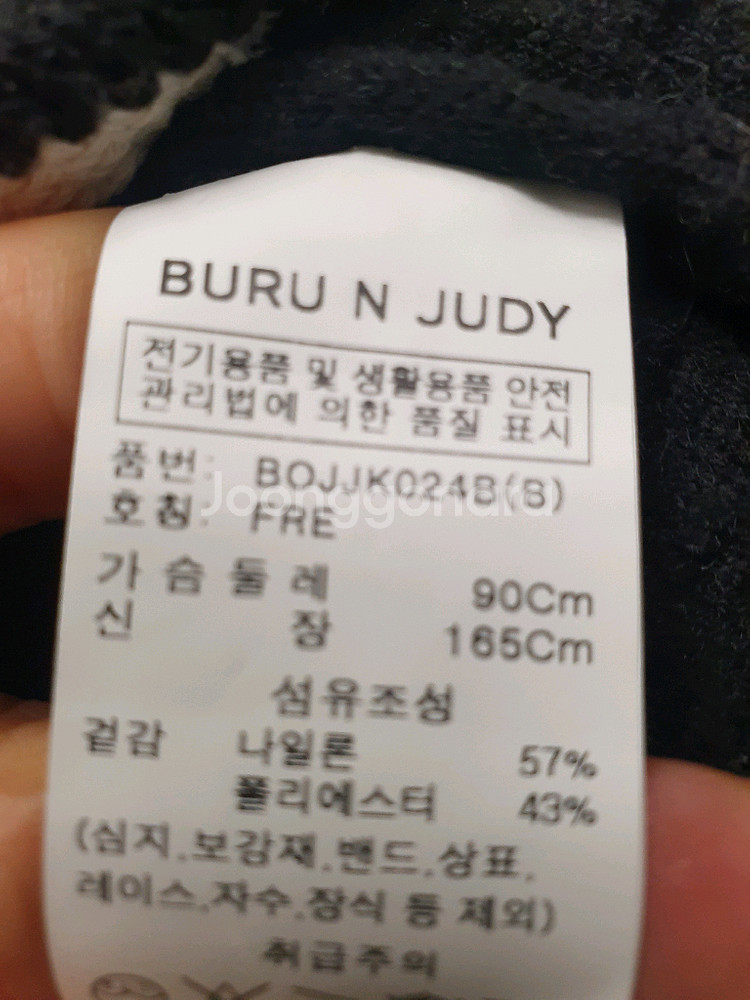 BURU N JUDY
전기용품 및 생활용품 안전
관리법에 의한 품질 표시
품번: BOJJK024B(B)
호칭: FRE
Joonggonara
가슴둘레 90Cm
신장 165Cm
섬유조성
겉감 나일론 57%
폴리에스터 43%
(심지.보강재.밴드.상표.
레이스.자수.장식 등 제외)
취급주의